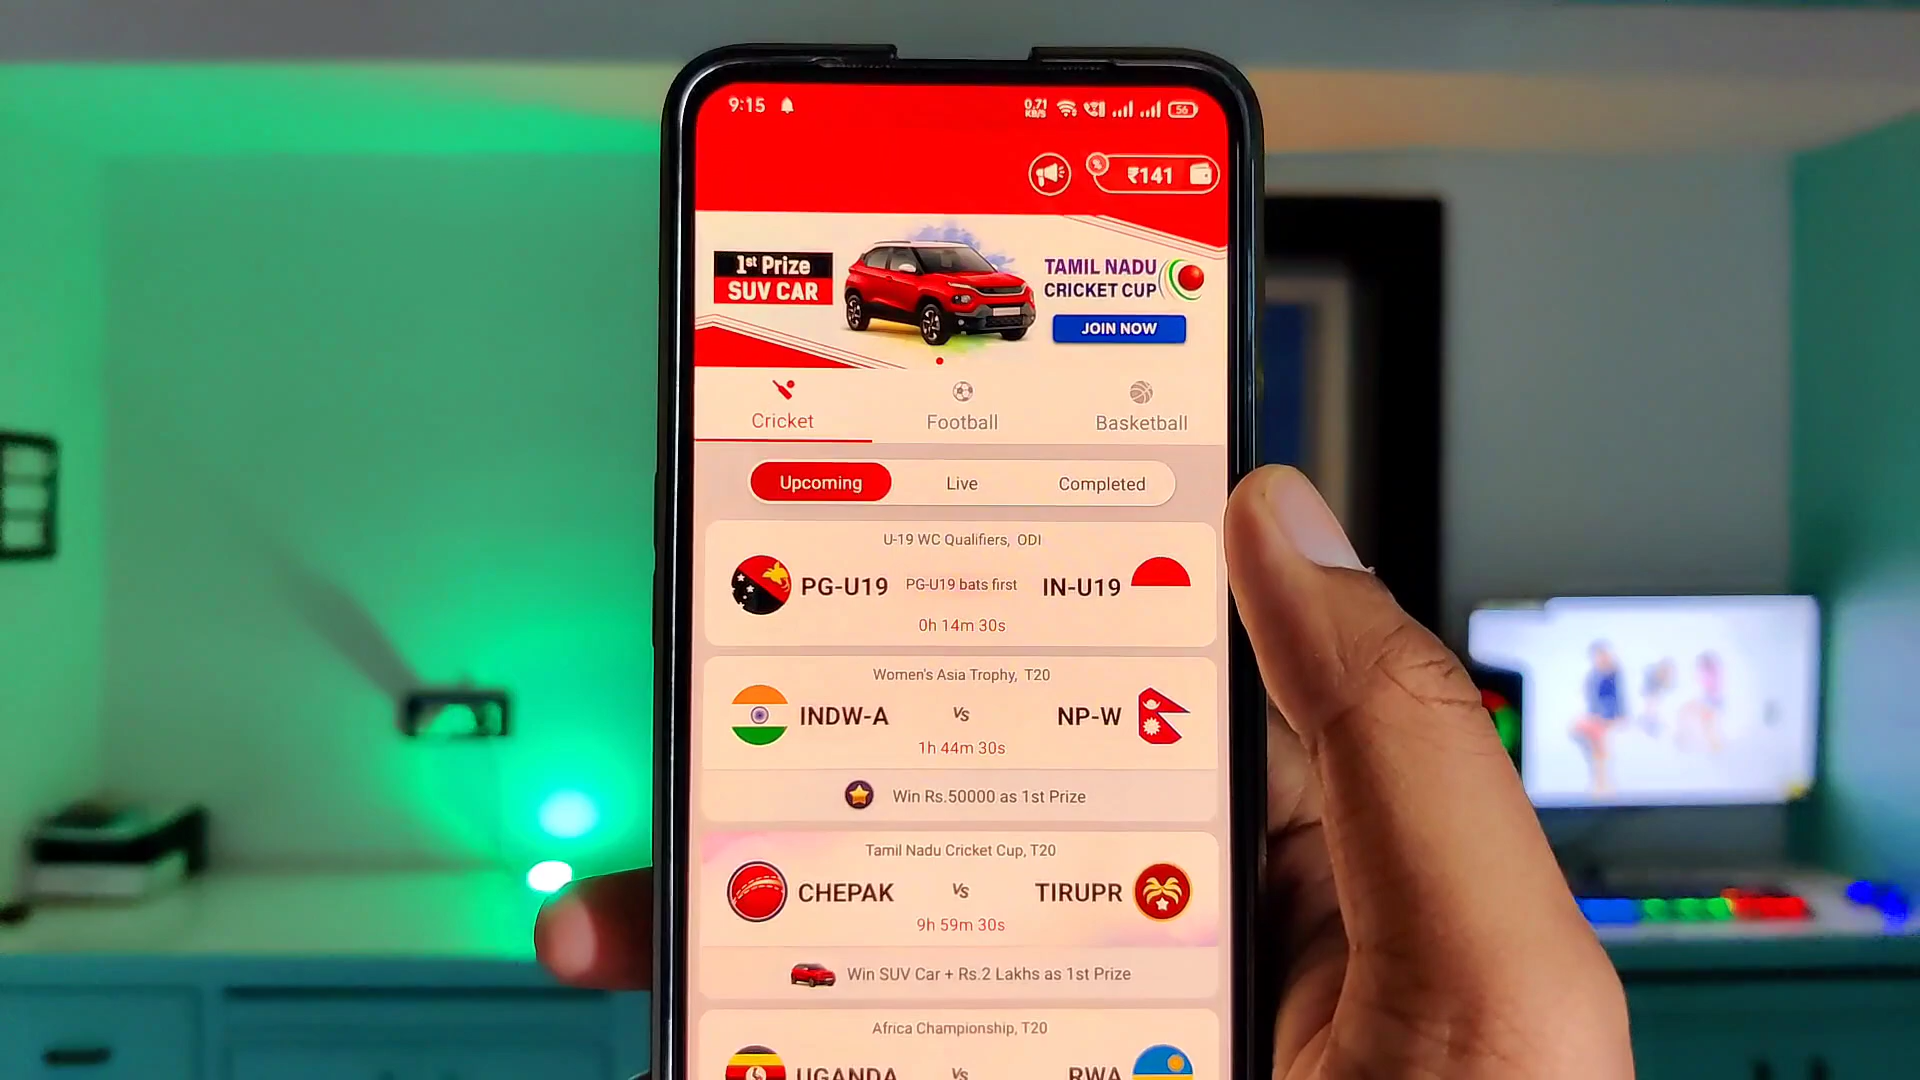 9:15
0.71
KB/S
56
%
₹141
1st Prize
SUV CAR
TAMIL NADU
CRICKET CUP
JOIN NOW
Cricket
Football
Basketball
Upcoming
Live
Completed
U-19 WC Qualifiers, ODI
PG-U19
PG-U19 bats first
IN-U19
0h 14m 30s
Women's Asia Trophy, T20
INDW-A
Vs
NP-W
1h 44m 30s
Win Rs.50000 as 1st Prize
Tamil Nadu Cricket Cup, T20
CHEPAK
Vs
TIRUPR
9h 59m 30s
Win SUV Car + Rs.2 Lakhs as 1st Prize
Africa Championship, T20
UGANDA
Vs
RWA